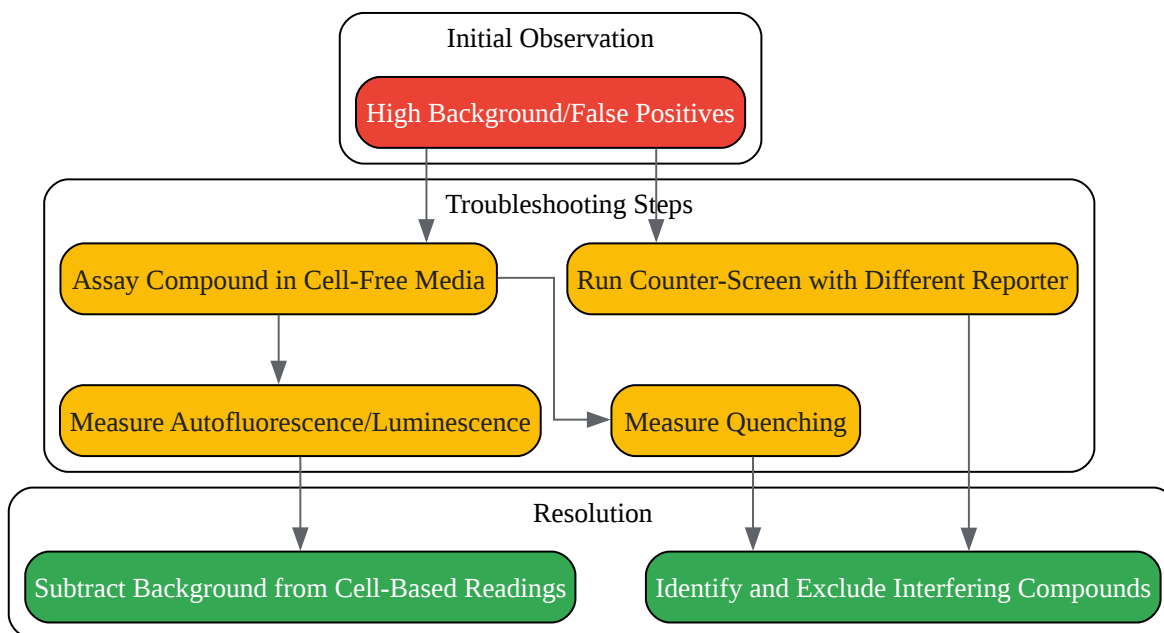 Initial Observation
High Background/False Positives
Troubleshooting Steps
Assay Compound in Cell-Free Media
Run Counter-Screen with Different Reporter
Measure Autofluorescence/Luminescence
Measure Quenching
Resolution
Subtract Background from Cell-Based Readings
Identify and Exclude Interfering Compounds